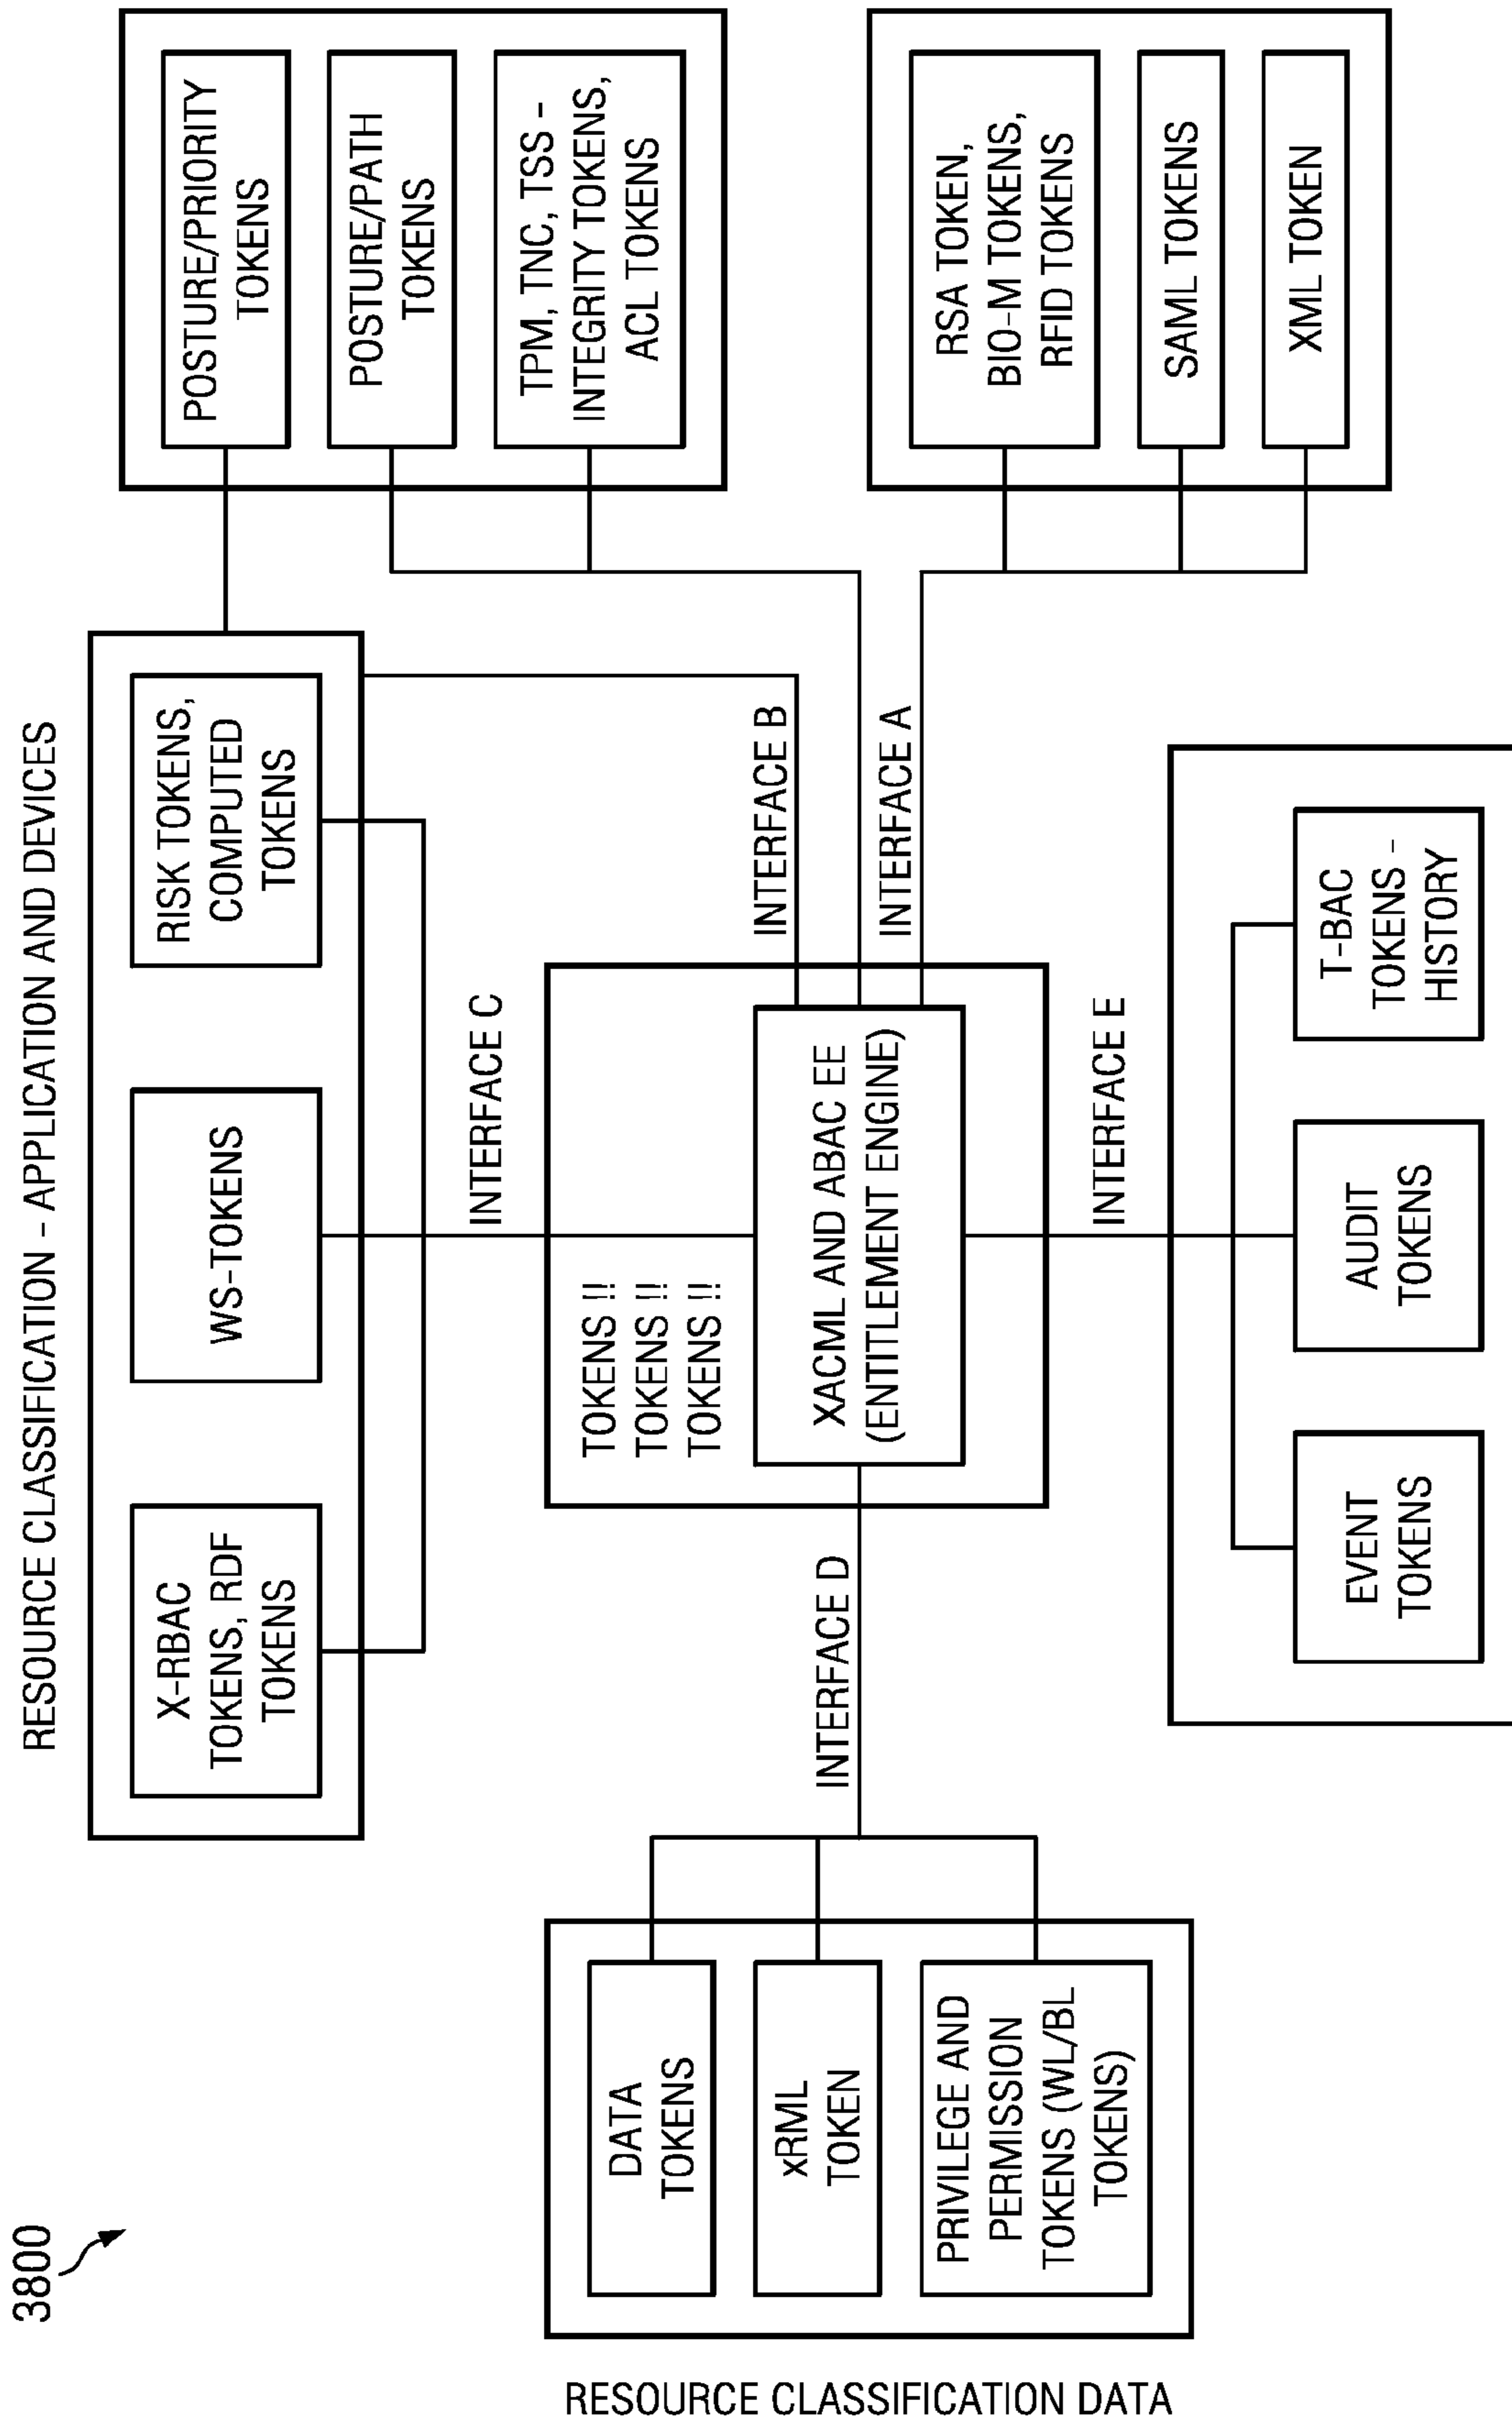 3800
RESOURCE CLASSIFICATION - APPLICATION AND DEVICES
X-RBAC
TOKENS, RDF
TOKENS
WS-TOKENS
RISK TOKENS,
COMPUTED
TOKENS
POSTURE/PRIORITY
TOKENS
POSTURE/PATH
TOKENS
TPM, TNC, TSS -
INTEGRITY TOKENS,
ACL TOKENS
INTERFACE C
INTERFACE B
INTERFACE A
TOKENS !!
TOKENS !!
TOKENS !!
XACML AND ABAC EE
(ENTITLEMENT ENGINE)
INTERFACE D
INTERFACE E
RESOURCE CLASSIFICATION DATA
DATA
TOKENS
xRML
TOKEN
PRIVILEGE AND
PERMISSION
TOKENS (WL/BL
TOKENS)
RSA TOKEN,
BIO-M TOKENS,
RFID TOKENS
SAML TOKENS
XML TOKEN
EVENT
TOKENS
AUDIT
TOKENS
T-BAC
TOKENS -
HISTORY